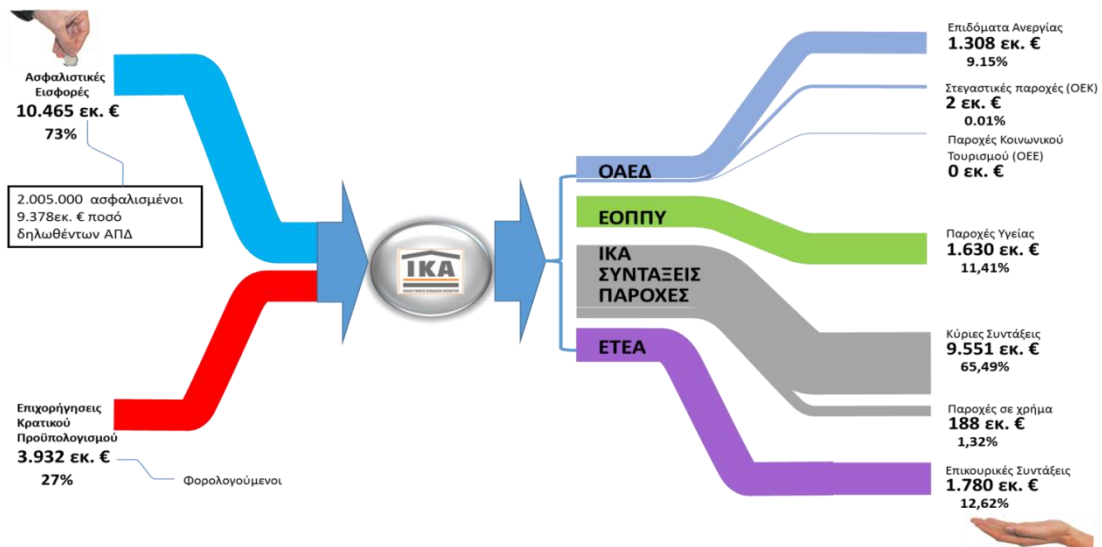 Ασφαλιστικές
Εισφορές
10.465 εκ. €
73%
2.005.000 ασφαλισμένοι
9.378εκ. € ποσό
δηλωθέντων ΑΠΔ
Επιχορήγησεις
Κρατικού
Προϋπολογισμού
3.932 εκ. €
27%
Φορολογούμενοι
ΙΚΑ
ΟΑΕΔ
ΕΟΠΠΥ
ΙΚΑ
ΣΥΝΤΑΞΕΙΣ
ΠΑΡΟΧΕΣ
ΕΤΕΑ
Επιδόματα Ανεργίας
1.308 εκ. €
9.15%
Στεγαστικές παροχές (ΟΕΚ)
2 εκ. €
0.01%
Παροχές Κοινωνικού
Τουρισμού (ΟΕΕ)
0 εκ. €
Παροχές Υγείας
1.630 εκ. €
11,41%
Κύριες Συντάξεις
9.551 εκ. €
65,49%
Παροχές σε χρήμα
188 εκ. €
1,32%
Επικουρικές Συντάξεις
1.780 εκ. €
12,62%